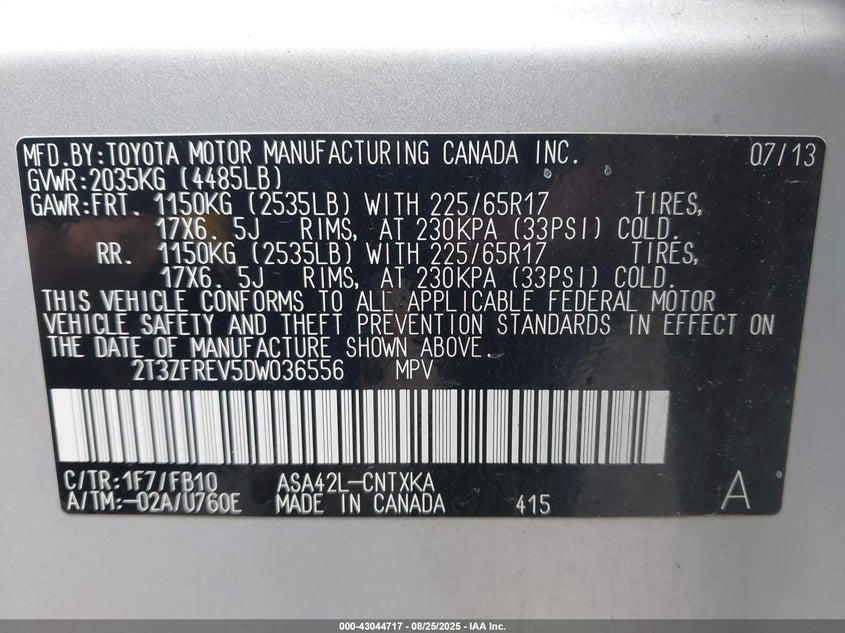 MFD.BY:TOYOTA MOTOR MANUFACTURING CANADA INC. 07/13
GVWR:2035KG (4485LB)
GAWR:FRT. 1150KG (2535LB) WITH 225/65R17 TIRES,
17X6. 5J RIMS, AT 230KPA (33PSI) COLD.
RR. 1150KG (2535LB) WITH 225/65R17 TIRES,
17X6. 5J RIMS, AT 230KPA (33PSI) COLD.
THIS VEHICLE CONFORMS TO ALL APPLICABLE FEDERAL MOTOR
VEHICLE SAFETY AND THEFT PREVENTION STANDARDS IN EFFECT ON
THE DATE OF MANUFACTURE SHOWN ABOVE.
2T3ZFREV5DW036556 MPV
C/TR:1F7/FB10 ASA42L-CNTXKA
A/TM:-02A/U760E MADE IN CANADA 415 A
000-43044717 - 08/25/2025 - IAA Inc.